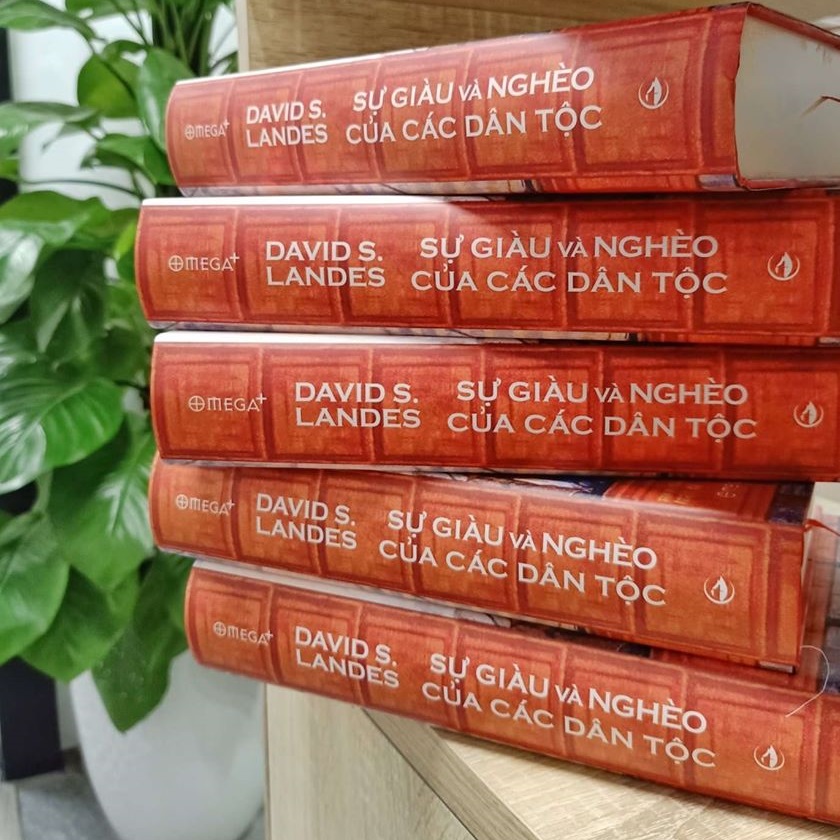 OMEGA+
DAVID S.
LANDES
SỰ GIÀU VÀ NGHÈO
CỦA CÁC DÂN TỘC
OMEGA+
DAVID S.
LANDES
SỰ GIÀU VÀ NGHÈO
CỦA CÁC DÂN TỘC
OMEGA+
DAVID S.
LANDES
SỰ GIÀU VÀ NGHÈO
CỦA CÁC DÂN TỘC
OMEGA+
DAVID S.
LANDES
SỰ GIÀU VÀ NGHÈO
CỦA CÁC DÂN TỘC
OMEGA+
DAVID S.
LANDES
SỰ GIÀU VÀ NGHÈO
CỦA CÁC DÂN TỘC